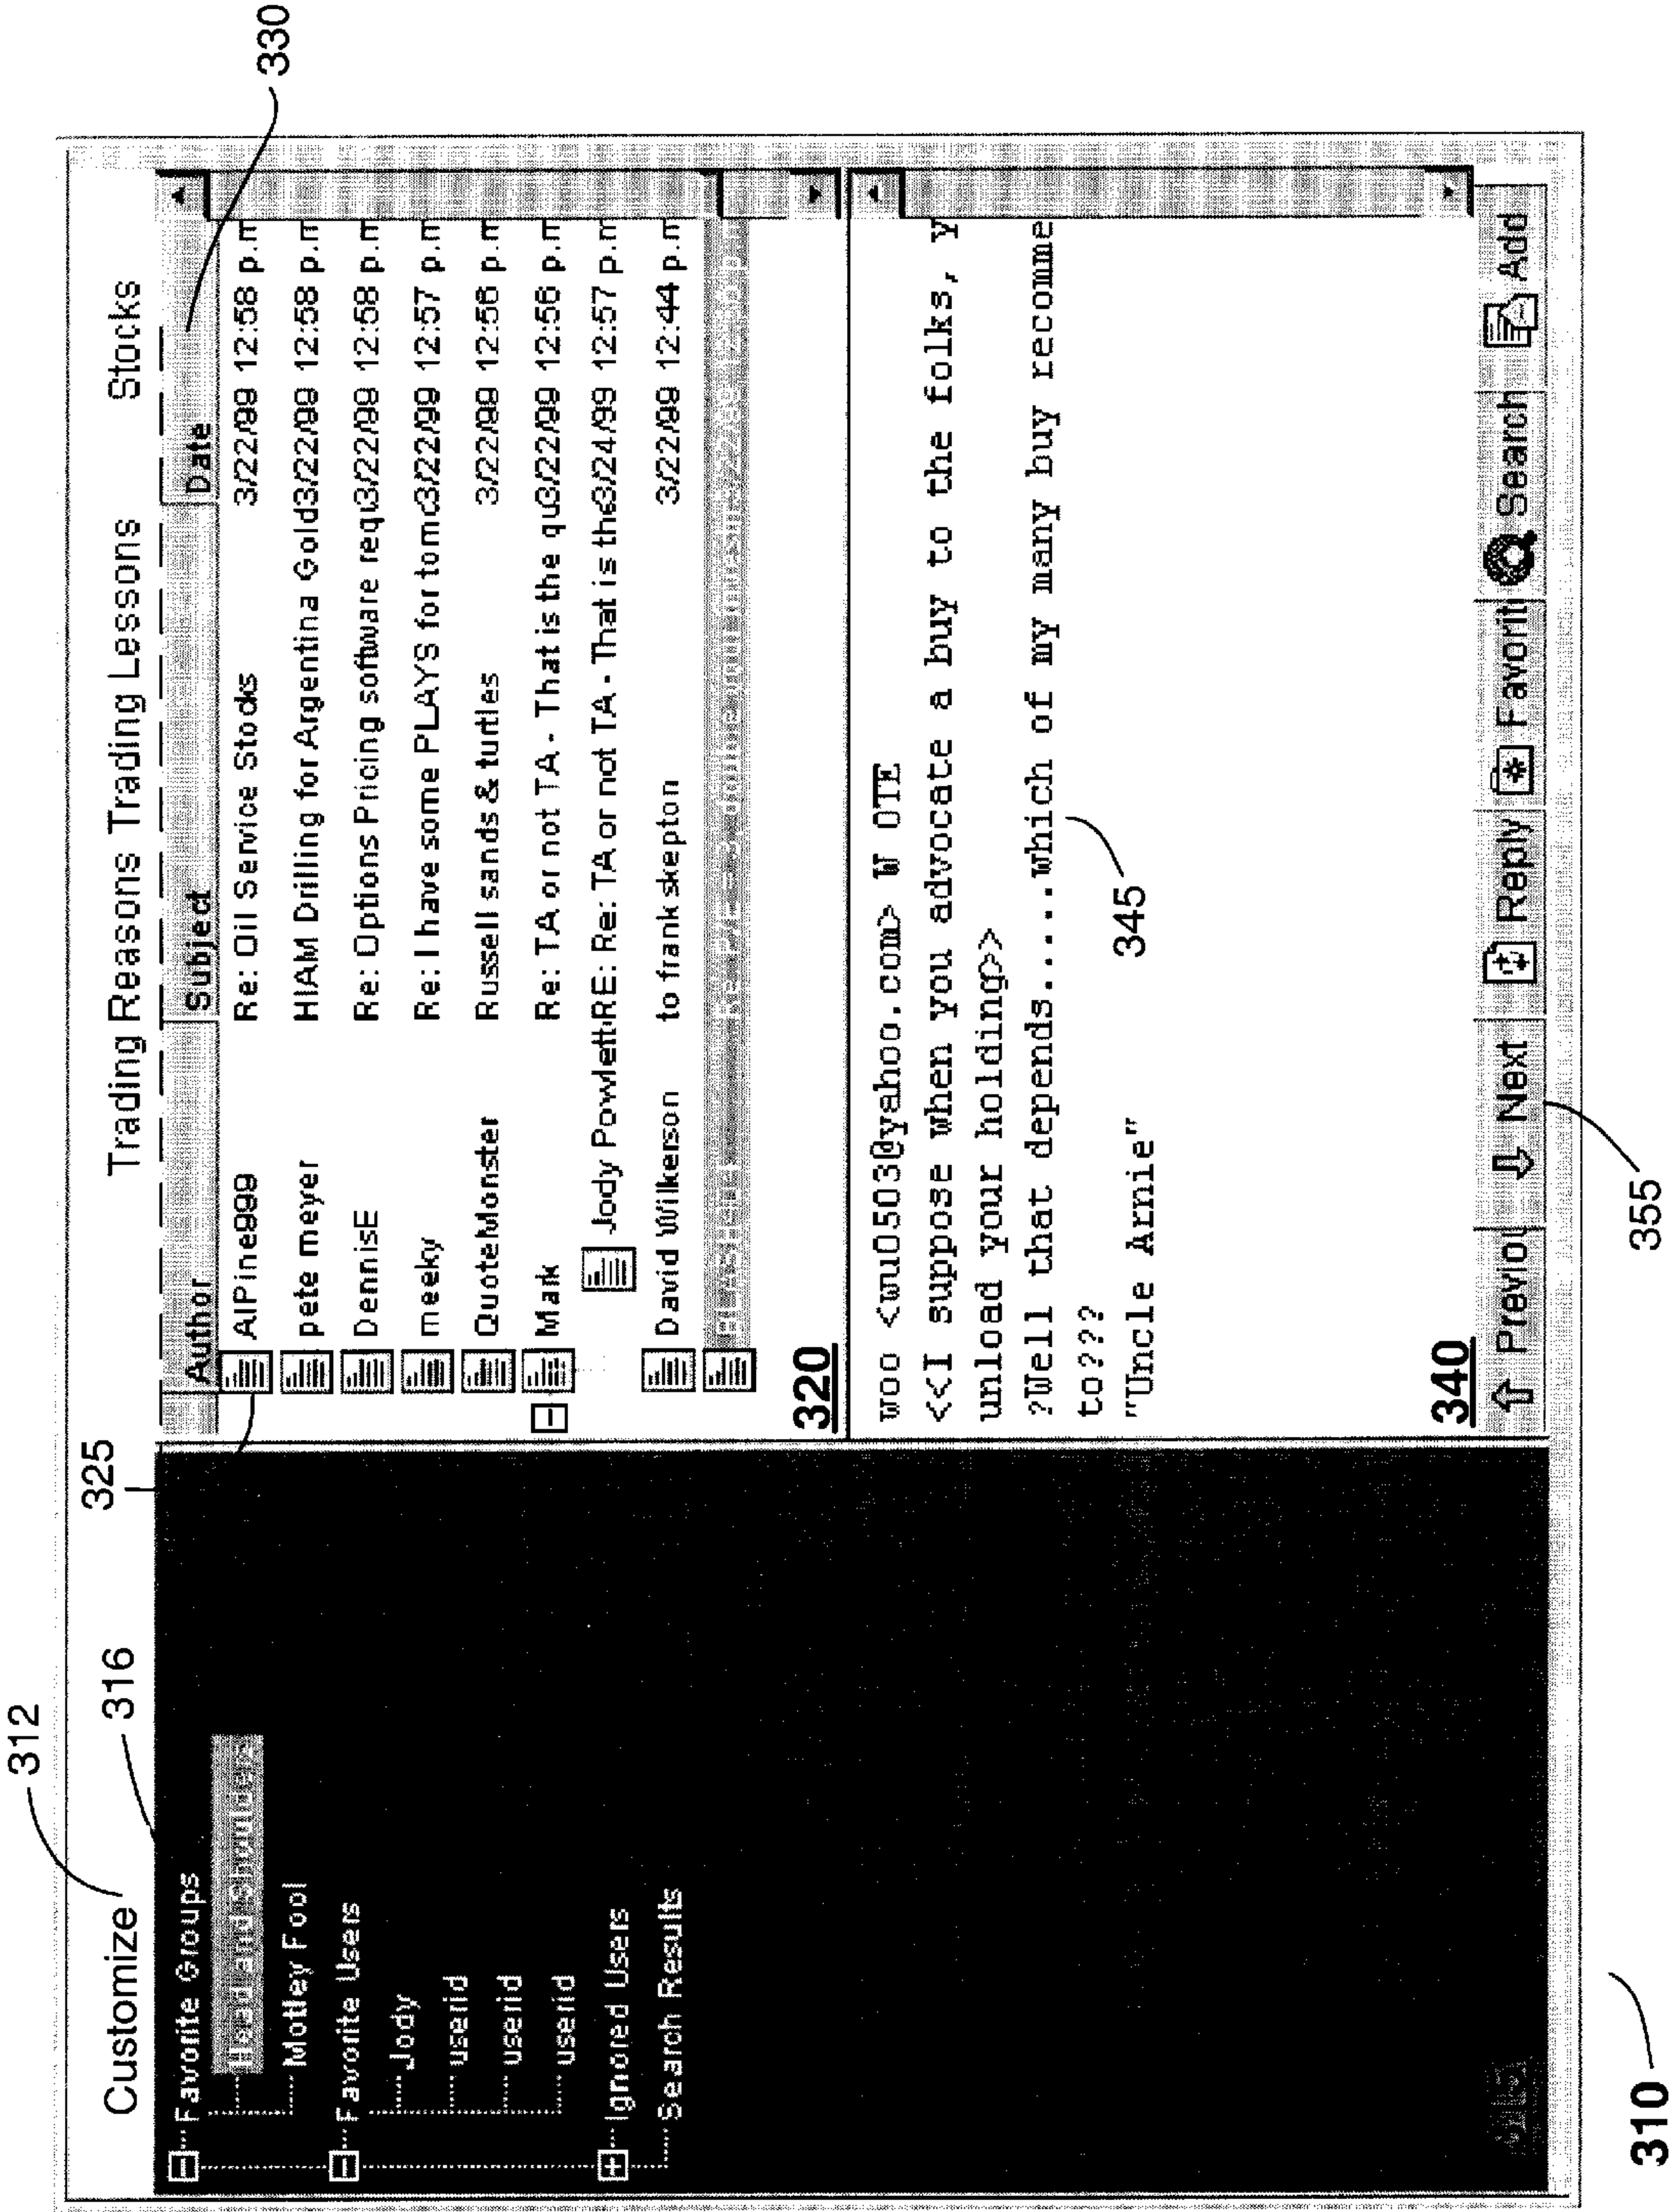 312
Customize
316
325
Trading Reasons Trading Lessons Stocks
330
Favorite Groups
Head and Shoulders
Motley Fool
Favorite Users
Jody
userid
userid
userid
Ignored Users
Search Results
Author Subject Date
AlPine999 Re: Oil Service Stocks 3/22/99 12:58 p.m
pete meyer HIAM Drilling for Argentina Gold 3/22/99 12:58 p.m
DennisE Re: Options Pricing software requ 3/22/99 12:58 p.m
meeky Re: I have some PLAYS for tomo 3/22/99 12:57 p.m
QuoteMonster Russell sands & turtles 3/22/99 12:56 p.m
Mark Re: TA or not TA - That is the qu 3/22/99 12:56 p.m
Jody Powlett RE: Re: TA or not TA - That is the 3/24/99 12:57 p.m
David Wilkerson to frank skepton 3/22/99 12:44 p.m
320
woo <wu0503@yahoo.com> W OTE
<<I suppose when you advocate a buy to the folks, y
unload your holding>>
?Well that depends.....which of my many buy recomme
to???
"Uncle Arnie"
345
340
Previou Next Reply Favorit Search Add
355
310